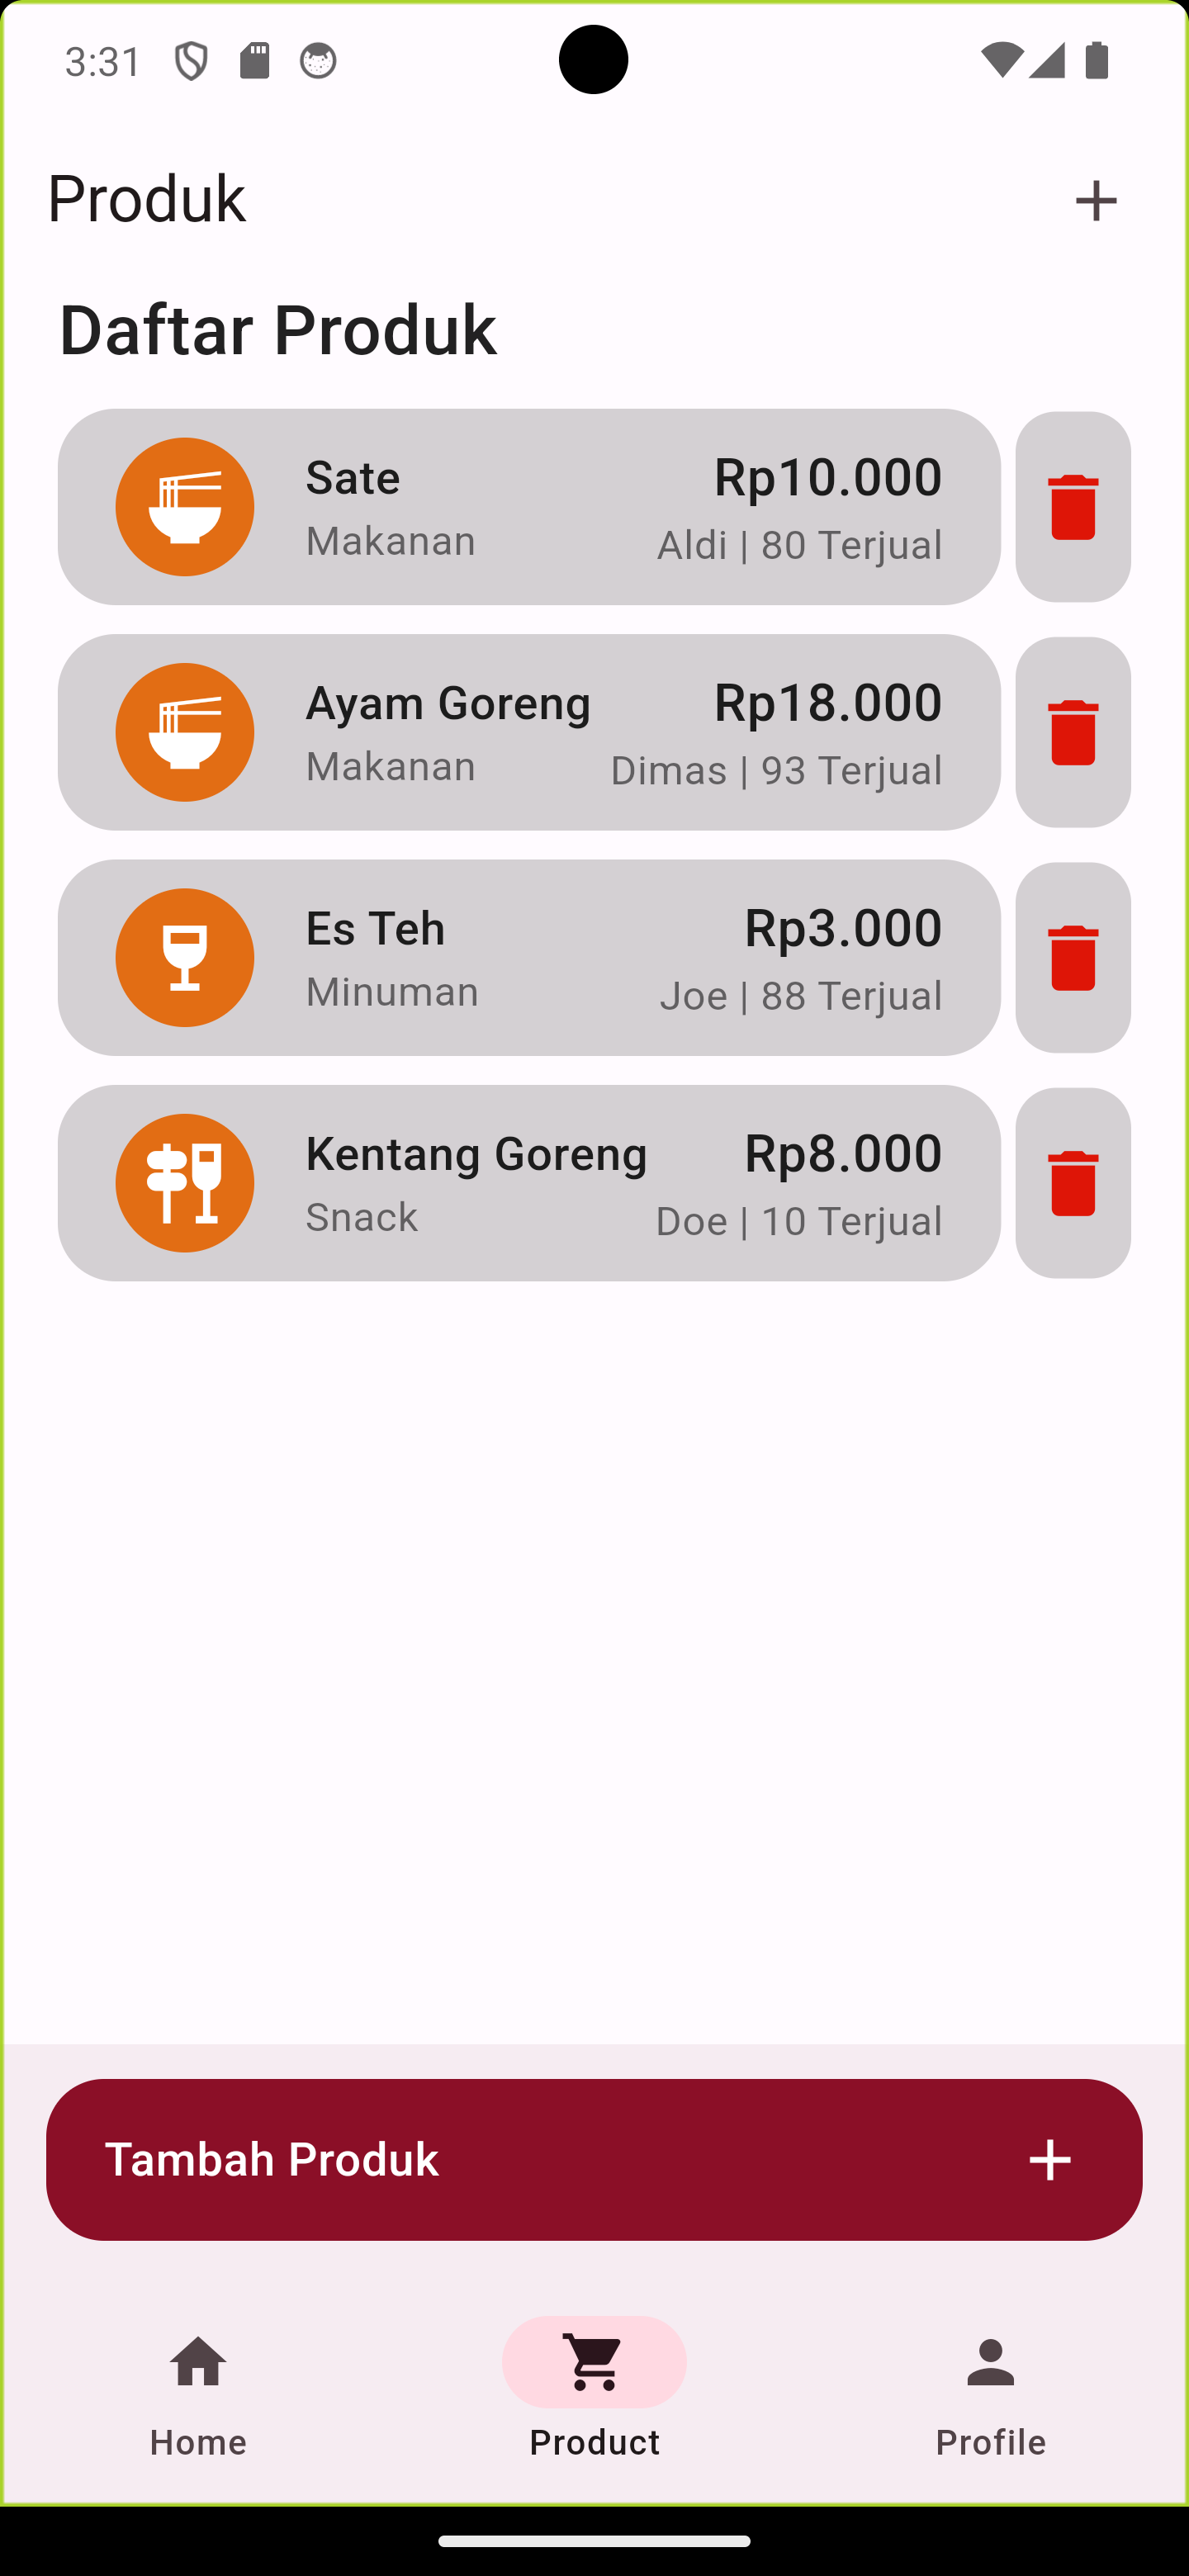 3:31
Produk
Daftar Produk
Sate
Rp10.000
Makanan
Aldi | 80 Terjual
Ayam Goreng
Rp18.000
Makanan
Dimas | 93 Terjual
Es Teh
Rp3.000
Minuman
Joe | 88 Terjual
Kentang Goreng
Rp8.000
Snack
Doe | 10 Terjual
Tambah Produk
Home
Product
Profile